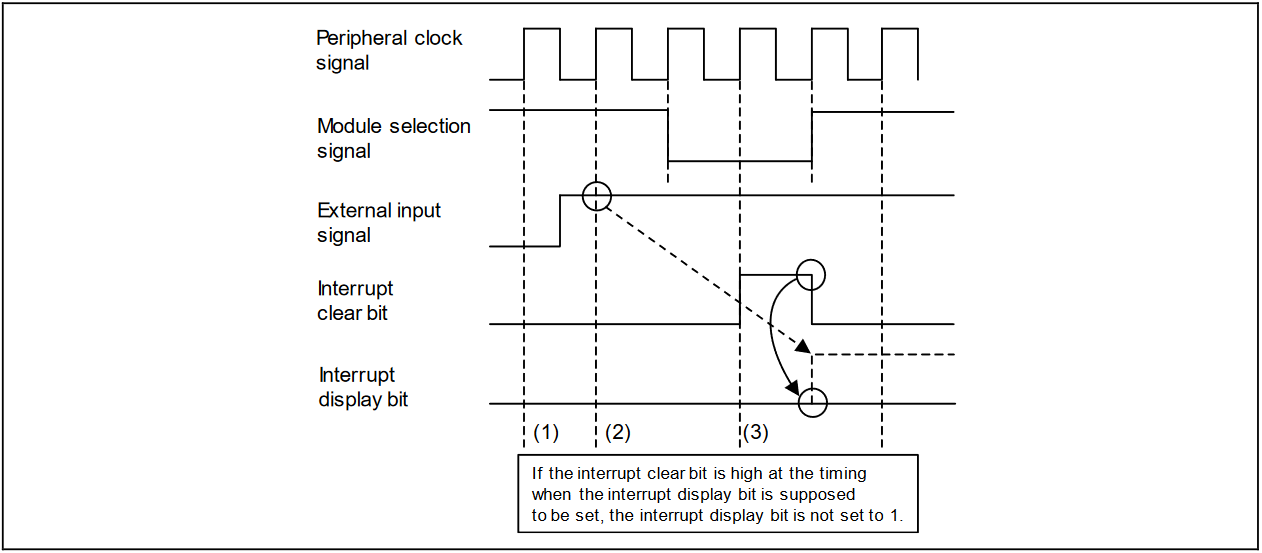 Peripheral clock
signal
Module selection
signal
External input
signal
Interrupt
clear bit
Interrupt
display bit
(1) (2) (3)
If the interrupt clear bit is high at the timing
when the interrupt display bit is supposed
to be set, the interrupt display bit is not set to 1.